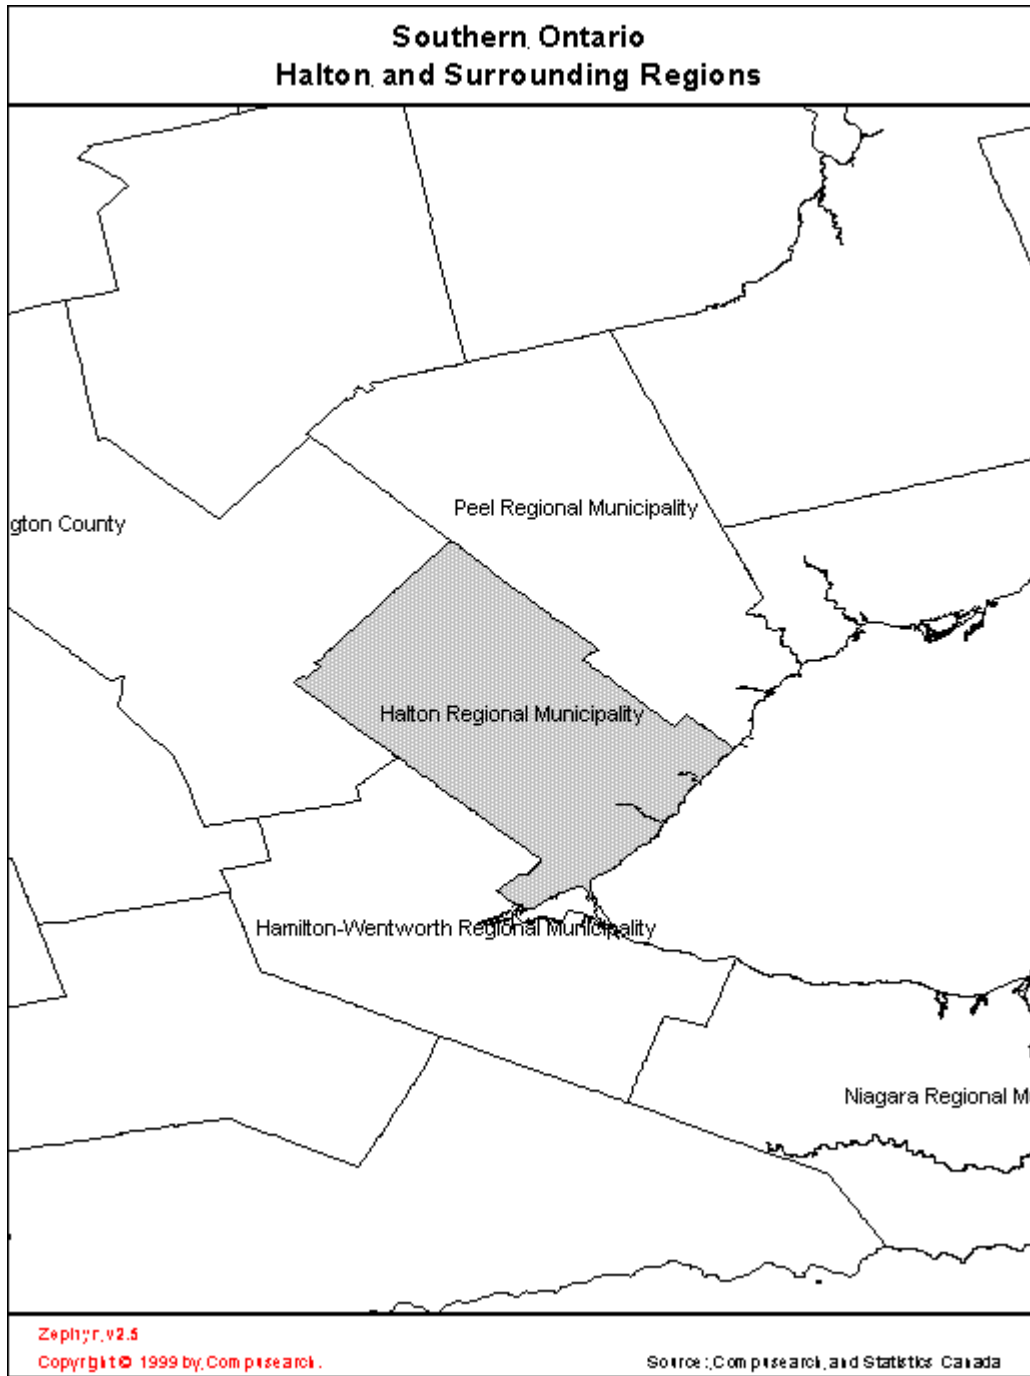 Southern Ontario
Halton and Surrounding Regions
Peel Regional Municipality
gton County
Halton Regional Municipality
Hamilton-Wentworth Regional Municipality
Niagara Regional M
Zephyr v2.5
Copyright © 1999 by Compusearch.
Source: Compusearch and Statistics Canada